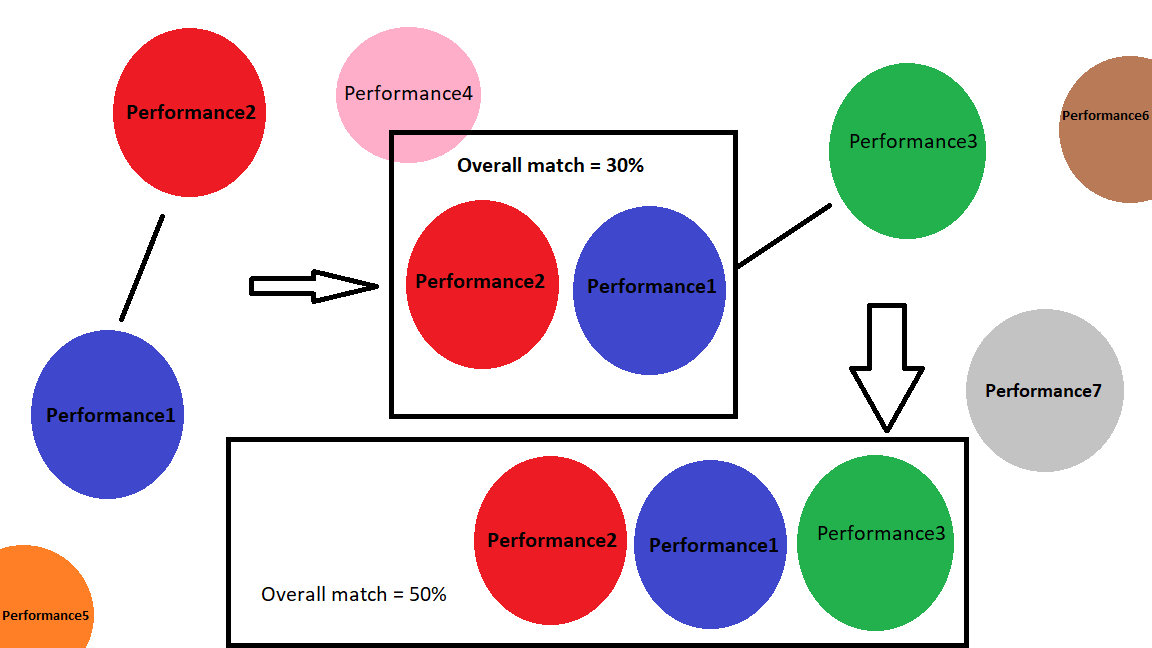 Performance2
Performance4
Performance3
Performance6
Overall match = 30%
Performance2
Performance1
Performance1
Performance7
Performance2
Performance1
Performance3
Overall match = 50%
Performance5